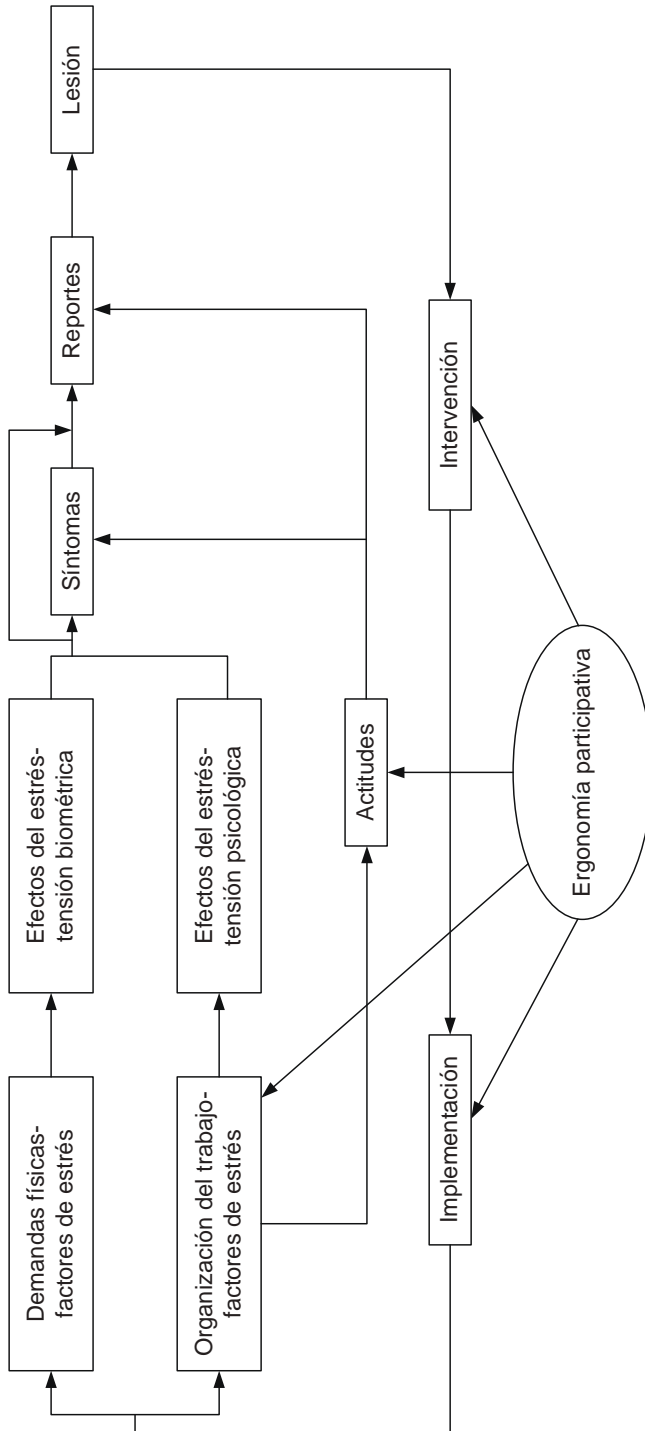 Demandas físicas-
factores de estrés
Efectos del estrés-
tensión biométrica
Síntomas
Reportes
Lesión
Organización del trabajo-
factores de estrés
Efectos del estrés-
tensión psicológica
Actitudes
Implementación
Intervención
Ergonomía participativa